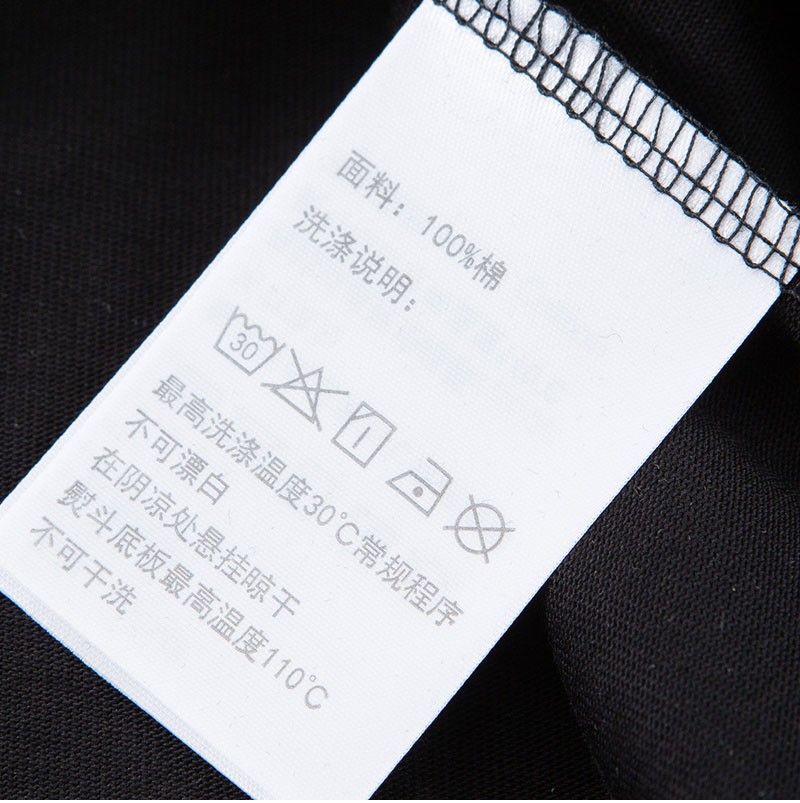 面料：100%棉
洗涤说明：
30
最高洗涤温度30℃常规程序
不可漂白
在阴凉处悬挂晾干
熨斗底板最高温度110℃
不可干洗